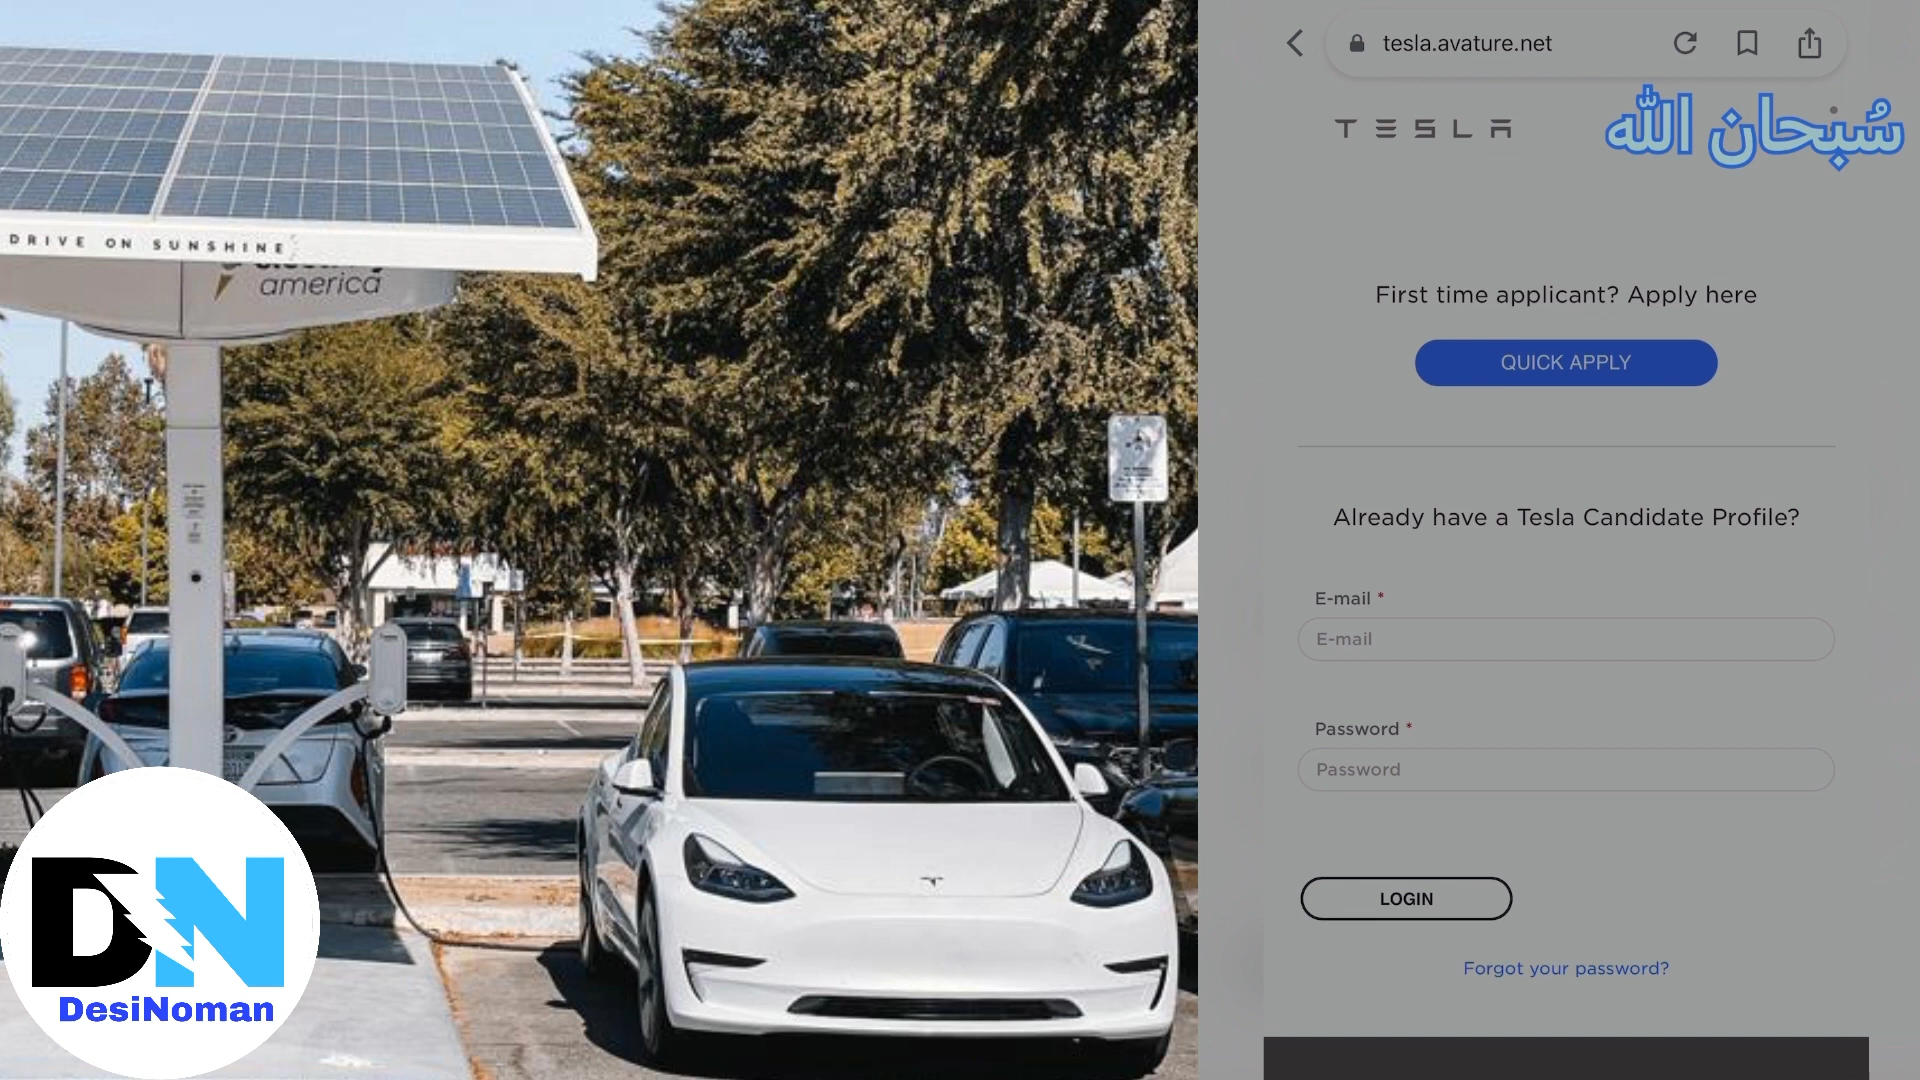 DRIVE ON SUNSHINE
america
DN
DesiNoman
tesla.avature.net
TESLA
سُبحان الله
First time applicant? Apply here
QUICK APPLY
Already have a Tesla Candidate Profile?
E-mail *
E-mail
Password *
Password
LOGIN
Forgot your password?